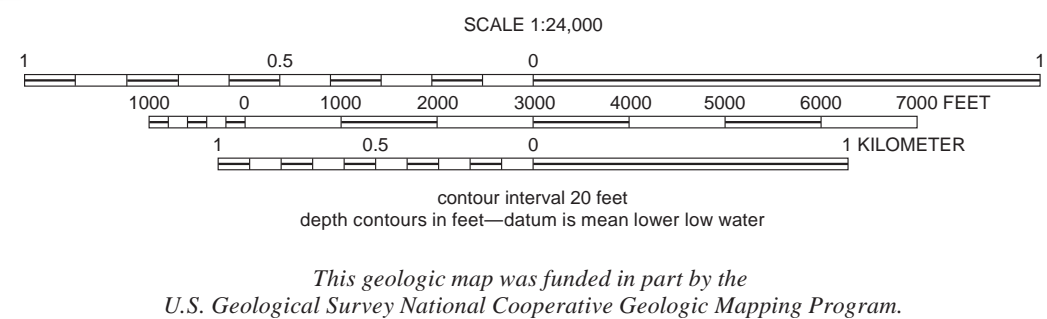 SCALE 1:24,000
1 0.5 0 1
1000 0 1000 2000 3000 4000 5000 6000 7000 FEET
1 0.5 0 1 KILOMETER
contour interval 20 feet
depth contours in feet—datum is mean lower low water
This geologic map was funded in part by the
U.S. Geological Survey National Cooperative Geologic Mapping Program.